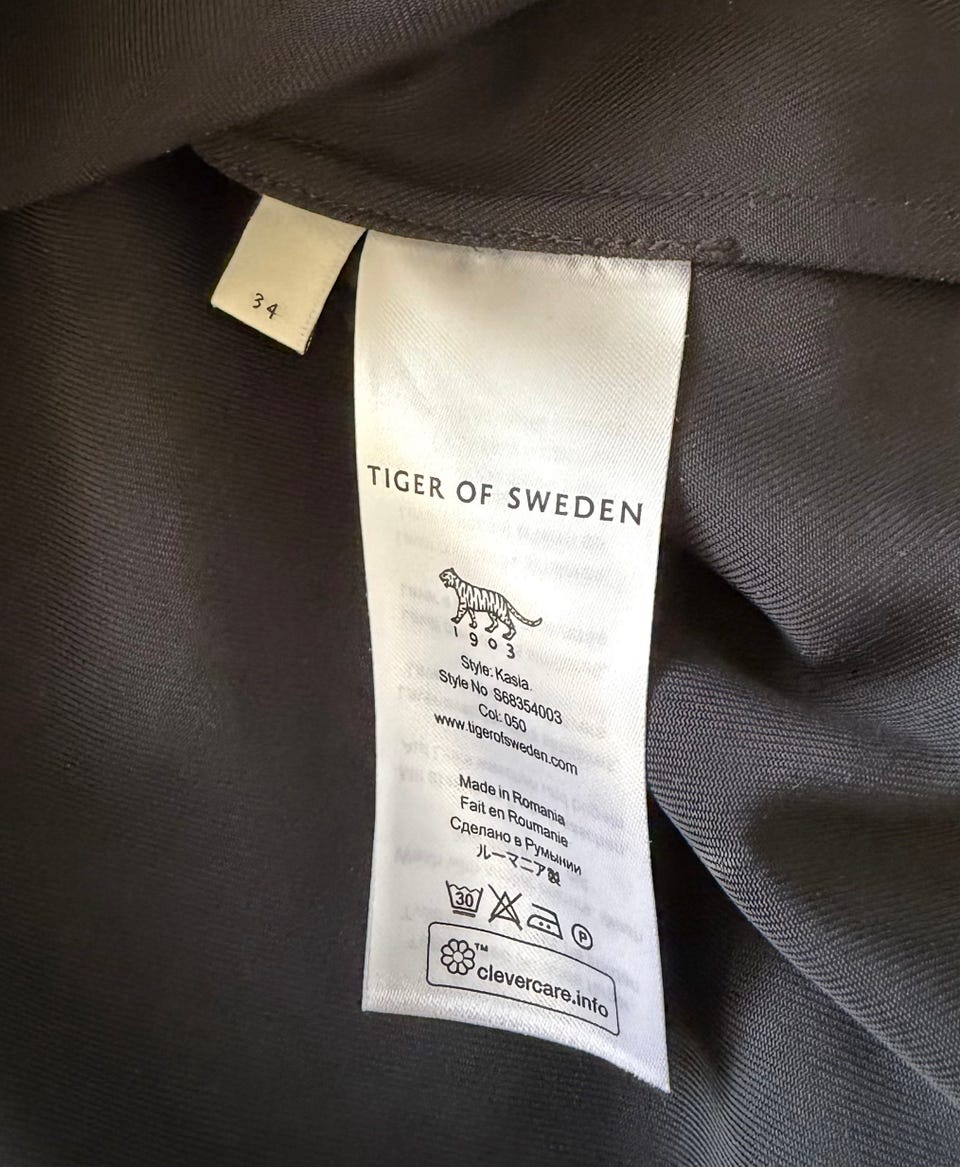 34
TIGER OF SWEDEN
1903
Style: Kasia.
Style No S68354003
Col: 050
www.tigerofsweden.com
Made in Romania
Fait en Roumanie
Сделано в Румынии
ルーマニア製
30
P
™
clevercare.info